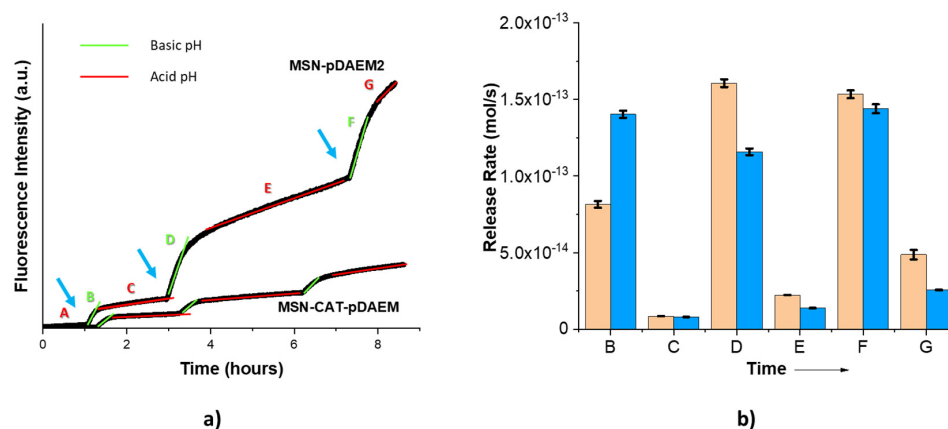 Fluorescence Intensity (a.u.)
Basic pH
Acid pH
MSN-pDAEM2
G
F
E
D
C
B
A
MSN-CAT-pDAEM
0 2 4 6 8
Time (hours)
a)
Release Rate (mol/s)
2.0x10⁻¹³
1.5x10⁻¹³
1.0x10⁻¹³
5.0x10⁻¹⁴
0
B C D E F G
Time
b)